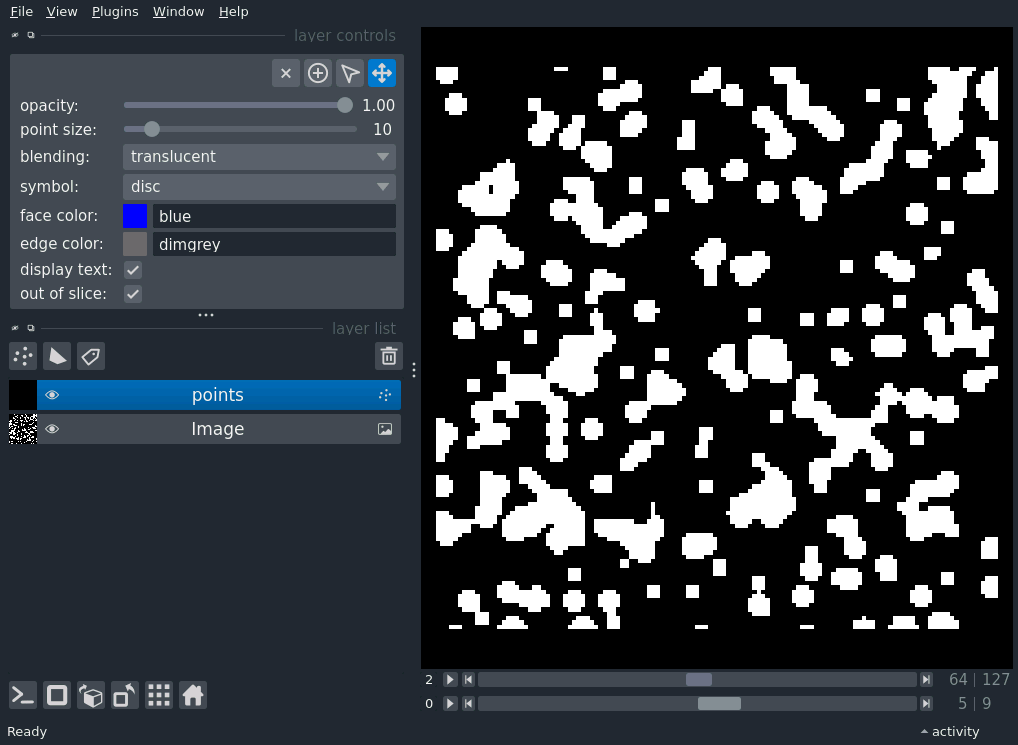 File View Plugins Window Help
layer controls
opacity: 1.00
point size: 10
blending: translucent
symbol: disc
face color: blue
edge color: dimgrey
display text:
out of slice:
layer list
points
Image
2 64 | 127
0 5 | 9
Ready activity